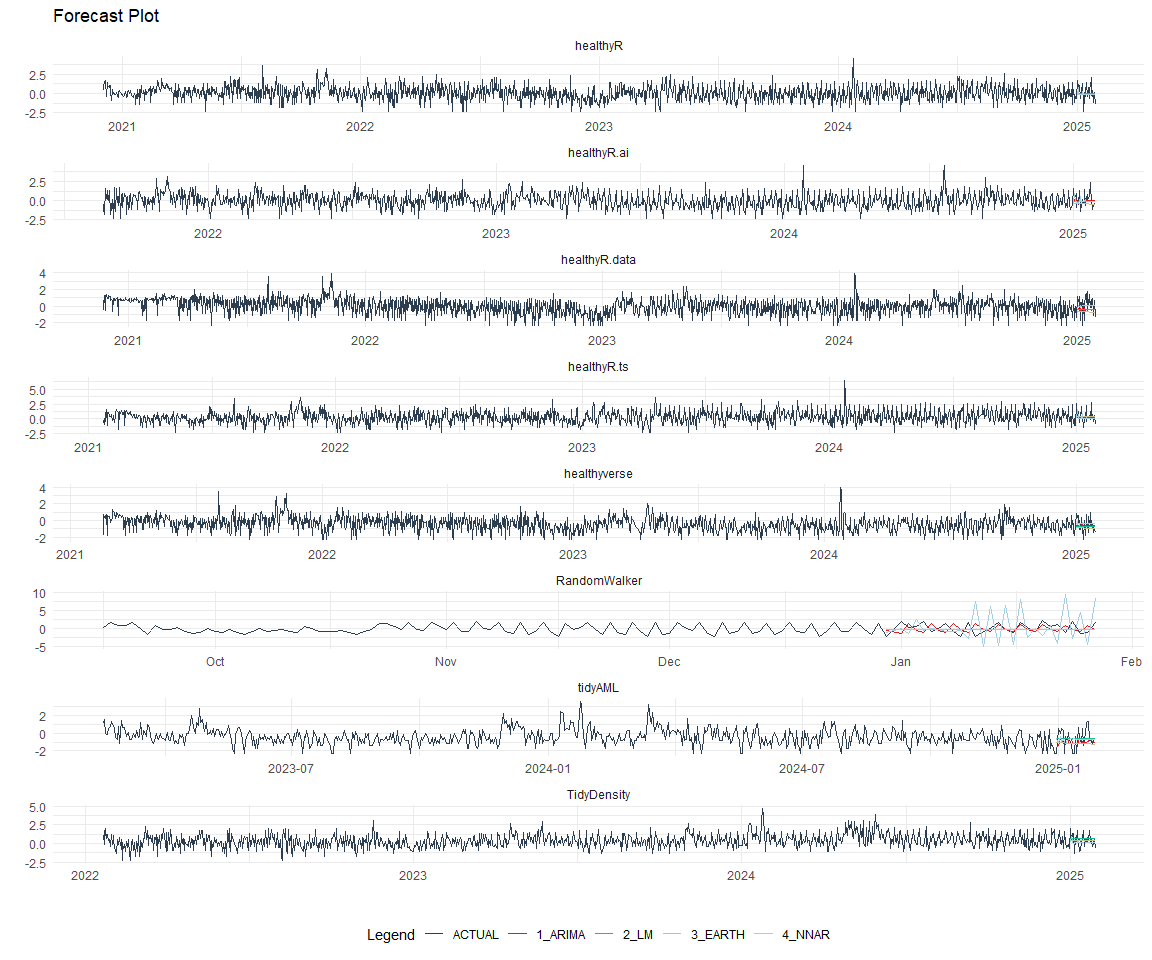 Forecast Plot
healthyR
2.5
0.0
-2.5
2021 2022 2023 2024 2025
healthyR.ai
2.5
0.0
-2.5
2022 2023 2024 2025
healthyR.data
4
2
0
-2
2021 2022 2023 2024 2025
healthyR.ts
5.0
2.5
0.0
-2.5
2021 2022 2023 2024 2025
healthyverse
4
2
0
-2
2021 2022 2023 2024 2025
RandomWalker
10
5
0
-5
Oct Nov Dec Jan Feb
tidyAML
2
0
-2
2023-07 2024-01 2024-07 2025-01
TidyDensity
5.0
2.5
0.0
-2.5
2022 2023 2024 2025
Legend ACTUAL 1_ARIMA 2_LM 3_EARTH 4_NNAR